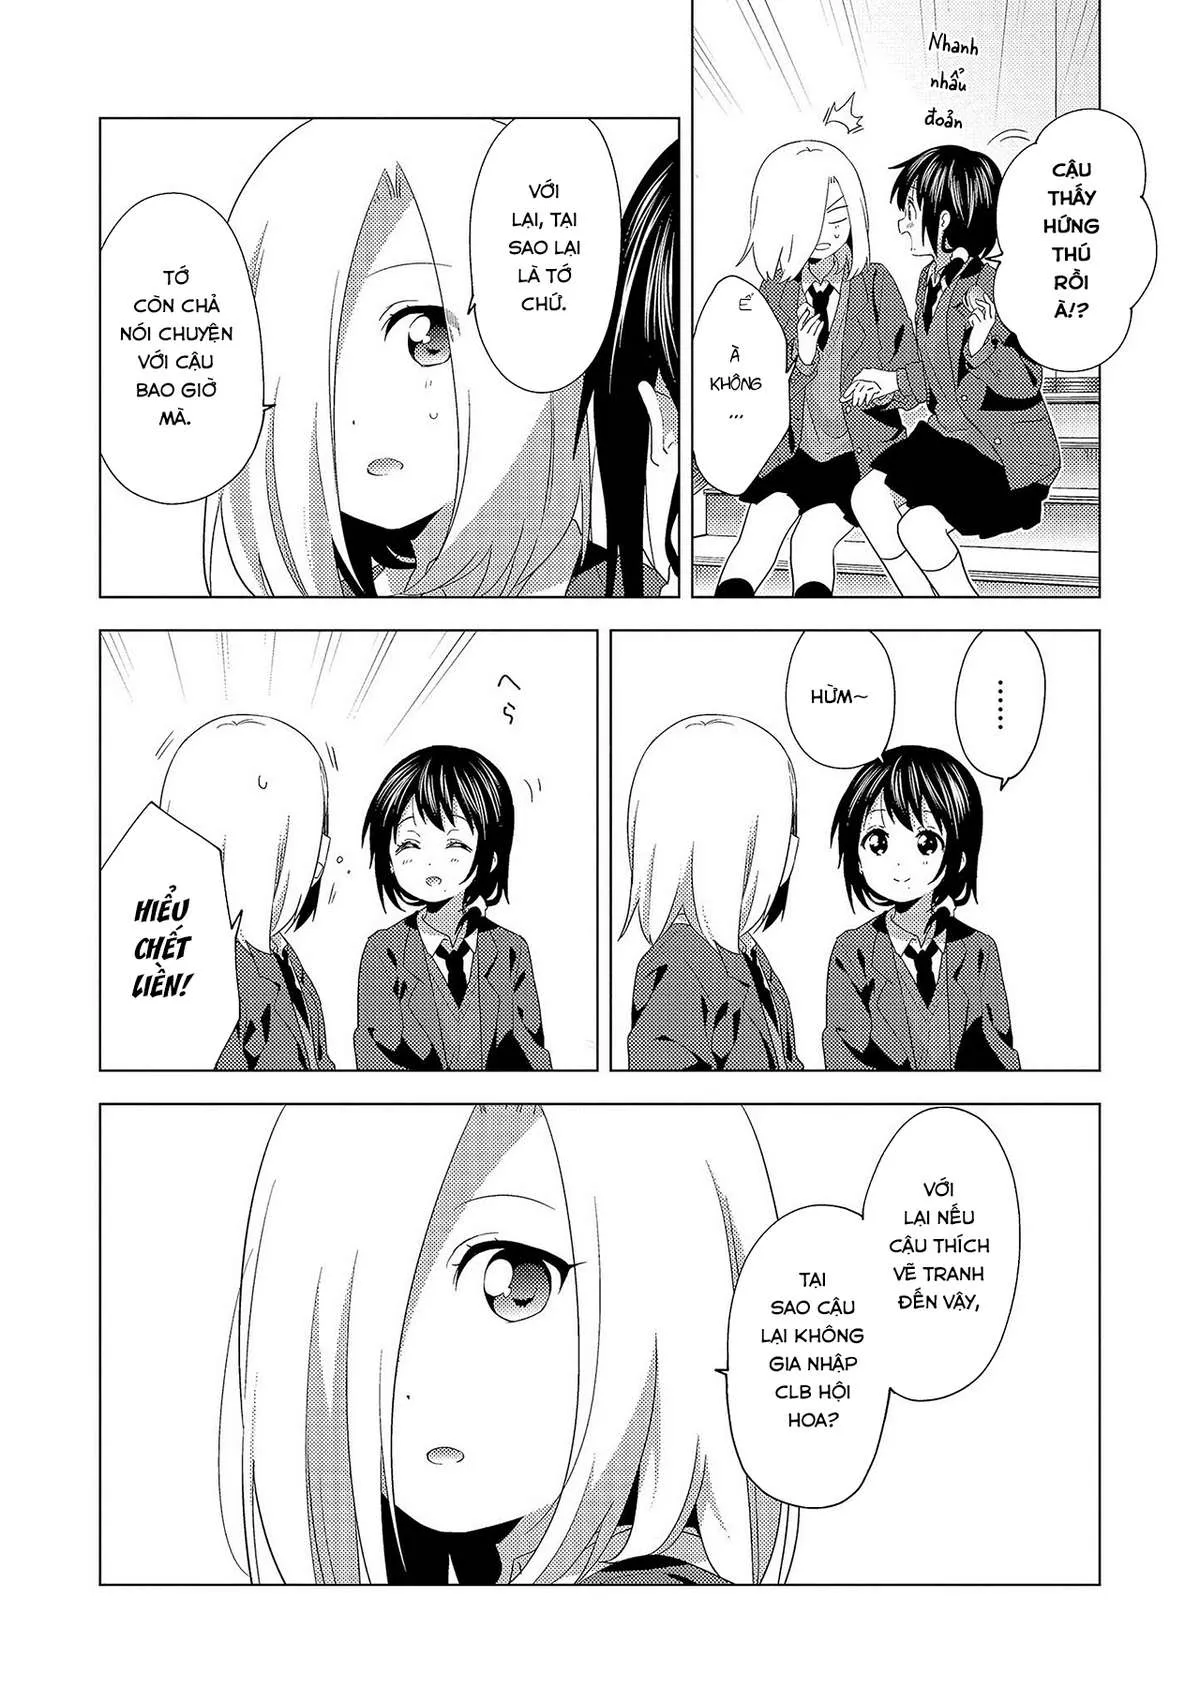 Nhanh
nhẩu
đoản
CẬU
THẤY
HỨNG
THÚ
RỒI
À!?
Ể
À
KHÔNG
...
VỚI
LẠI, TẠI
SAO LẠI
LÀ TỚ
CHỨ.
TỚ
CÒN CHẢ
NÓI CHUYỆN
VỚI CẬU
BAO GIỜ
MÀ.
......
HỪM~
へら
HIỂU
CHẾT
LIỀN!
VỚI
LẠI NẾU
CẬU THÍCH
VẼ TRANH
ĐẾN VẬY,
TẠI
SAO CẬU
LẠI KHÔNG
GIA NHẬP
CLB HỘI
HOA?